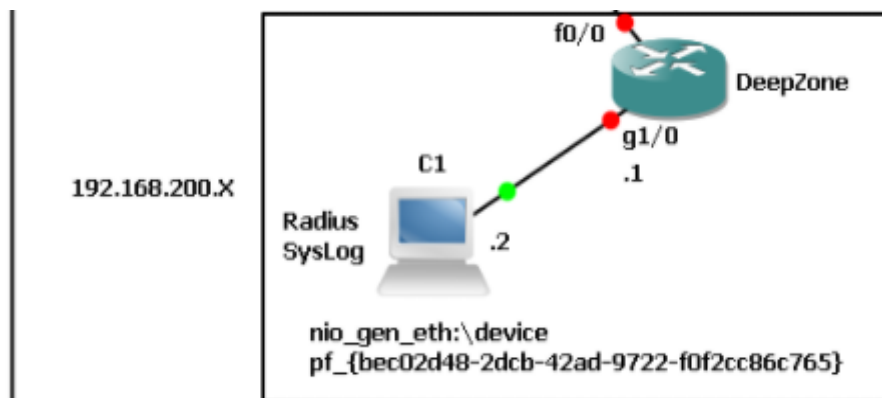 f0/0
DeepZone
g1/0
C1
.1
192.168.200.X
Radius
SysLog
.2
nio_gen_eth:\device
pf_{bec02d48-2dcb-42ad-9722-f0f2cc86c765}